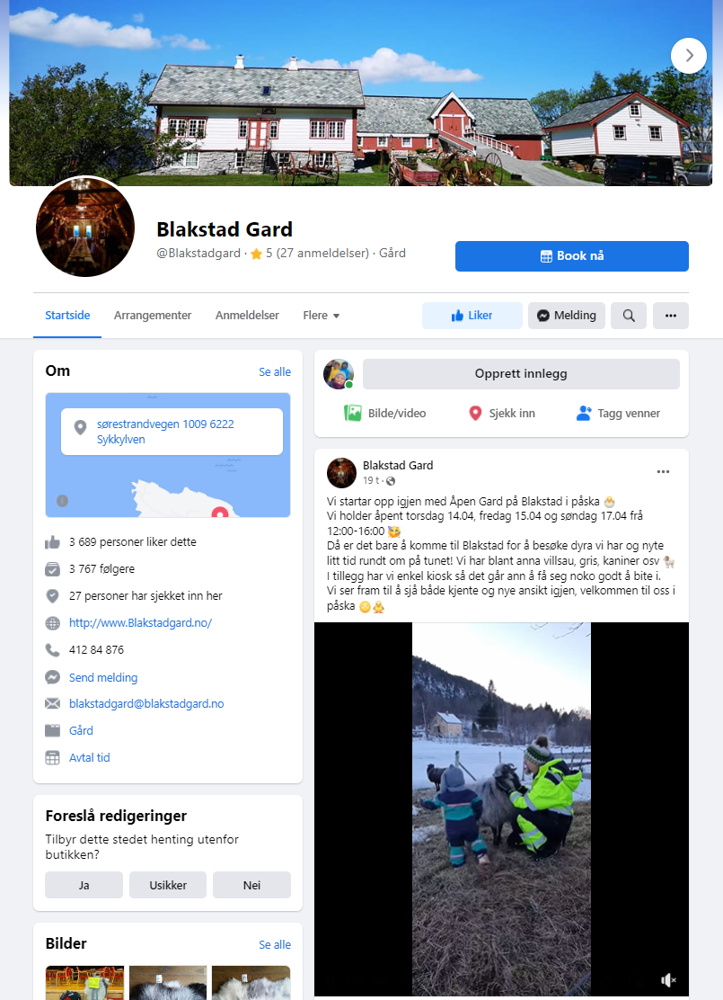 Blakstad Gard
@Blakstadgard · ⭐ 5 (27 anmeldelser) · Gård
Book nå
Startside
Arrangementer
Anmeldelser
Flere
Liker
Melding
Om
Se alle
sørestrandvegen 1009 6222
Sykkylven
3 689 personer liker dette
3 767 følgere
27 personer har sjekket inn her
http://www.Blakstadgard.no/
412 84 876
Send melding
blakstadgard@blakstadgard.no
Gård
Avtal tid
Foreslå redigeringer
Tilbyr dette stedet henting utenfor
butikken?
Ja
Usikker
Nei
Bilder
Se alle
Opprett innlegg
Bilde/video
Sjekk inn
Tagg venner
Blakstad Gard
19 t ·
Vi startar opp igjen med Åpen Gard på Blakstad i påska 🐣
Vi holder åpent torsdag 14.04, fredag 15.04 og søndag 17.04 frå
12:00-16:00 🥰
Då er det bare å komme til Blakstad for å besøke dyra vi har og nyte
litt tid rundt om på tunet! Vi har blant anna villsau, gris, kaniner osv 🐕
I tillegg har vi enkel kiosk så det går ann å få seg noko godt å bite i.
Vi ser fram til å sjå både kjente og nye ansikt igjen, velkommen til oss i
påska 🌝🐥